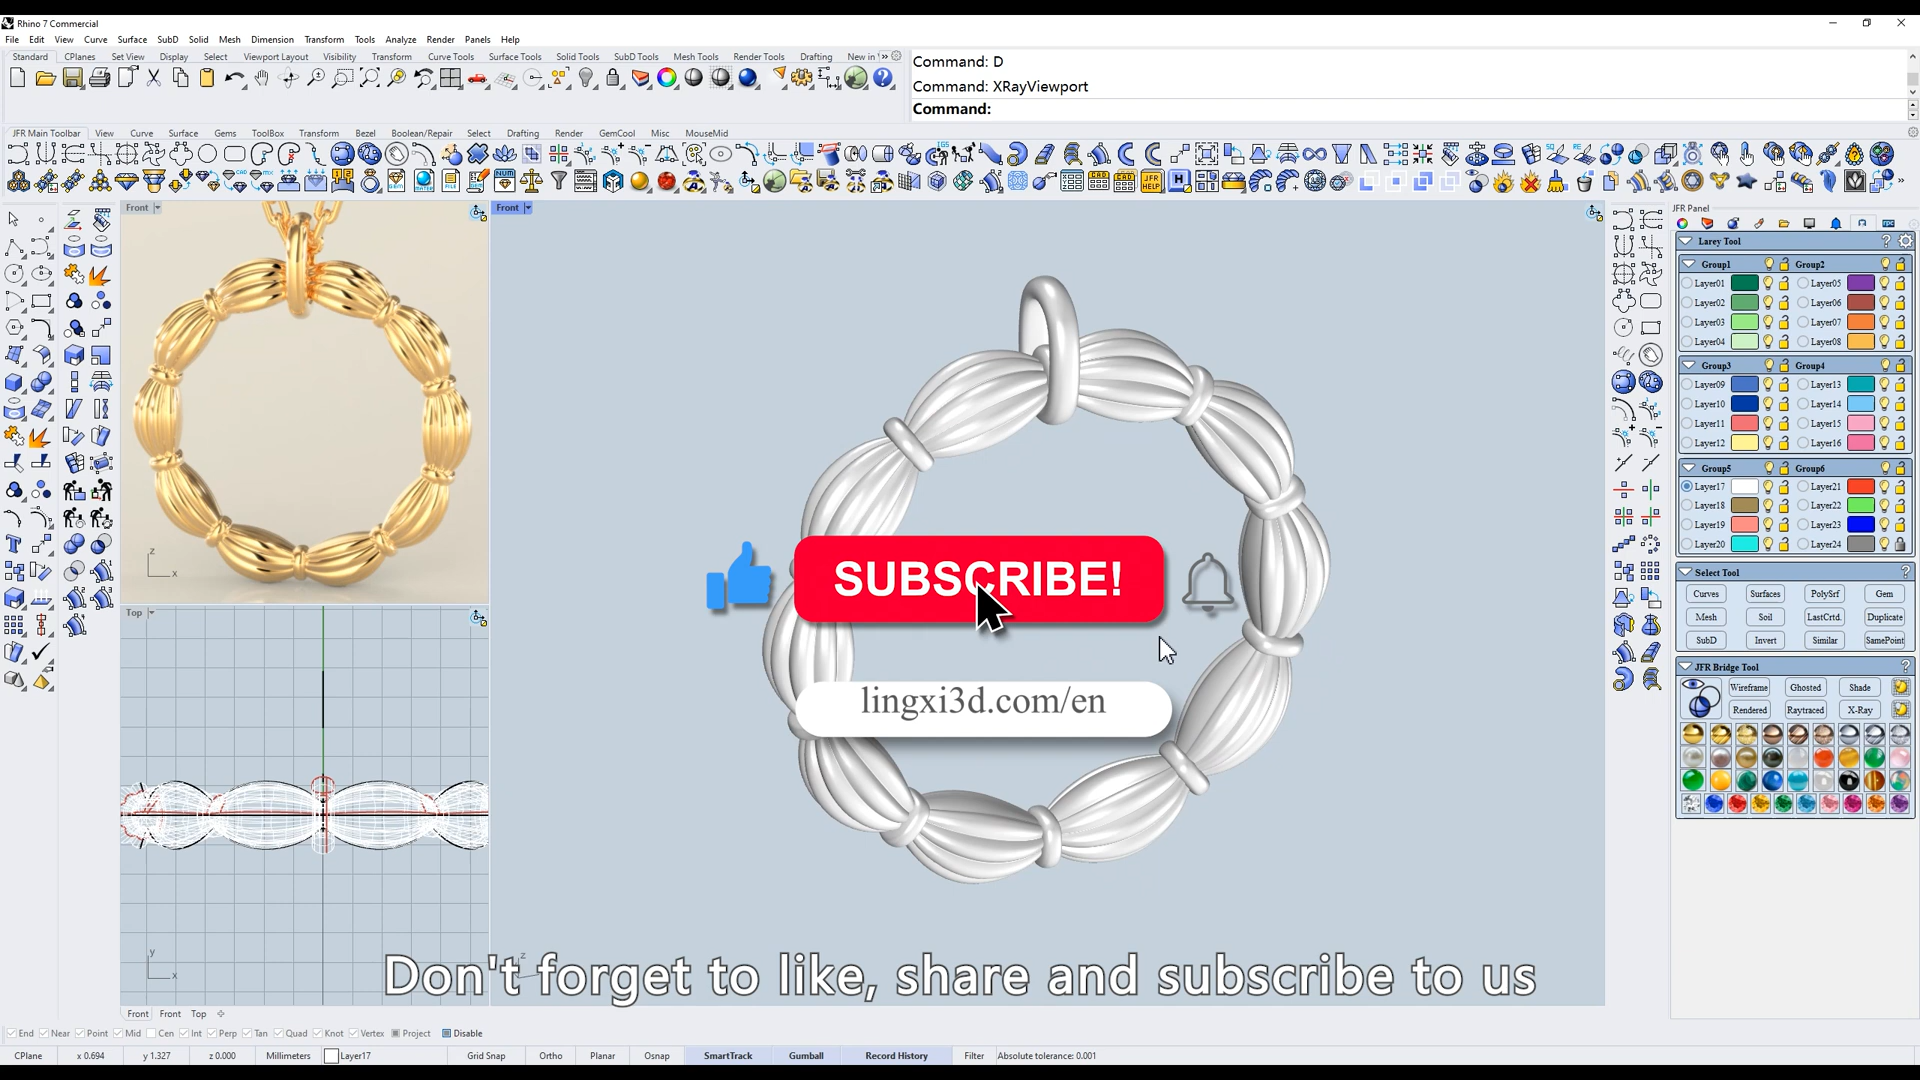 Rhino 7 Commercial
File Edit View Curve Surface SubD Solid Mesh Dimension Transform Tools Analyze Render Panels Help
Standard CPlanes Set View Display Select Viewport Layout Visibility Transform Curve Tools Surface Tools Solid Tools SubD Tools Mesh Tools Render Tools Drafting New in
Command: D
Command: XRayViewport
Command:
JFR Main Toolbar View Curve Surface Gems ToolBox Transform Bezel Boolean/Repair Select Drafting Render GemCool Misc MouseMid
Front
Front
JFR Panel
Larey Tool
Group1 Group2
Layer01 Layer05
Layer02 Layer06
Layer03 Layer07
Layer04 Layer08
Group3 Group4
Layer09 Layer13
Layer10 Layer14
Layer11 Layer15
Layer12 Layer16
Group5 Group6
Layer17 Layer21
Layer18 Layer22
Layer19 Layer23
Layer20 Layer24
Select Tool
Curves Surfaces PolySrf Gem
Mesh Soil LastCrtd. Duplicate
SubD Invert Similar SamePoint
JFR Bridge Tool
Wireframe Ghosted Shade
Rendered Raytraced X-Ray
z
x
Top
y
x
SUBSCRIBE!
lingxi3d.com/en
Don't forget to like, share and subscribe to us
Front Front Top
End Near Point Mid Cen Int Perp Tan Quad Knot Vertex Project Disable
CPlane x 0.694 y 1.327 z 0.000 Millimeters Layer17 Grid Snap Ortho Planar Osnap SmartTrack Gumball Record History Filter Absolute tolerance: 0.001